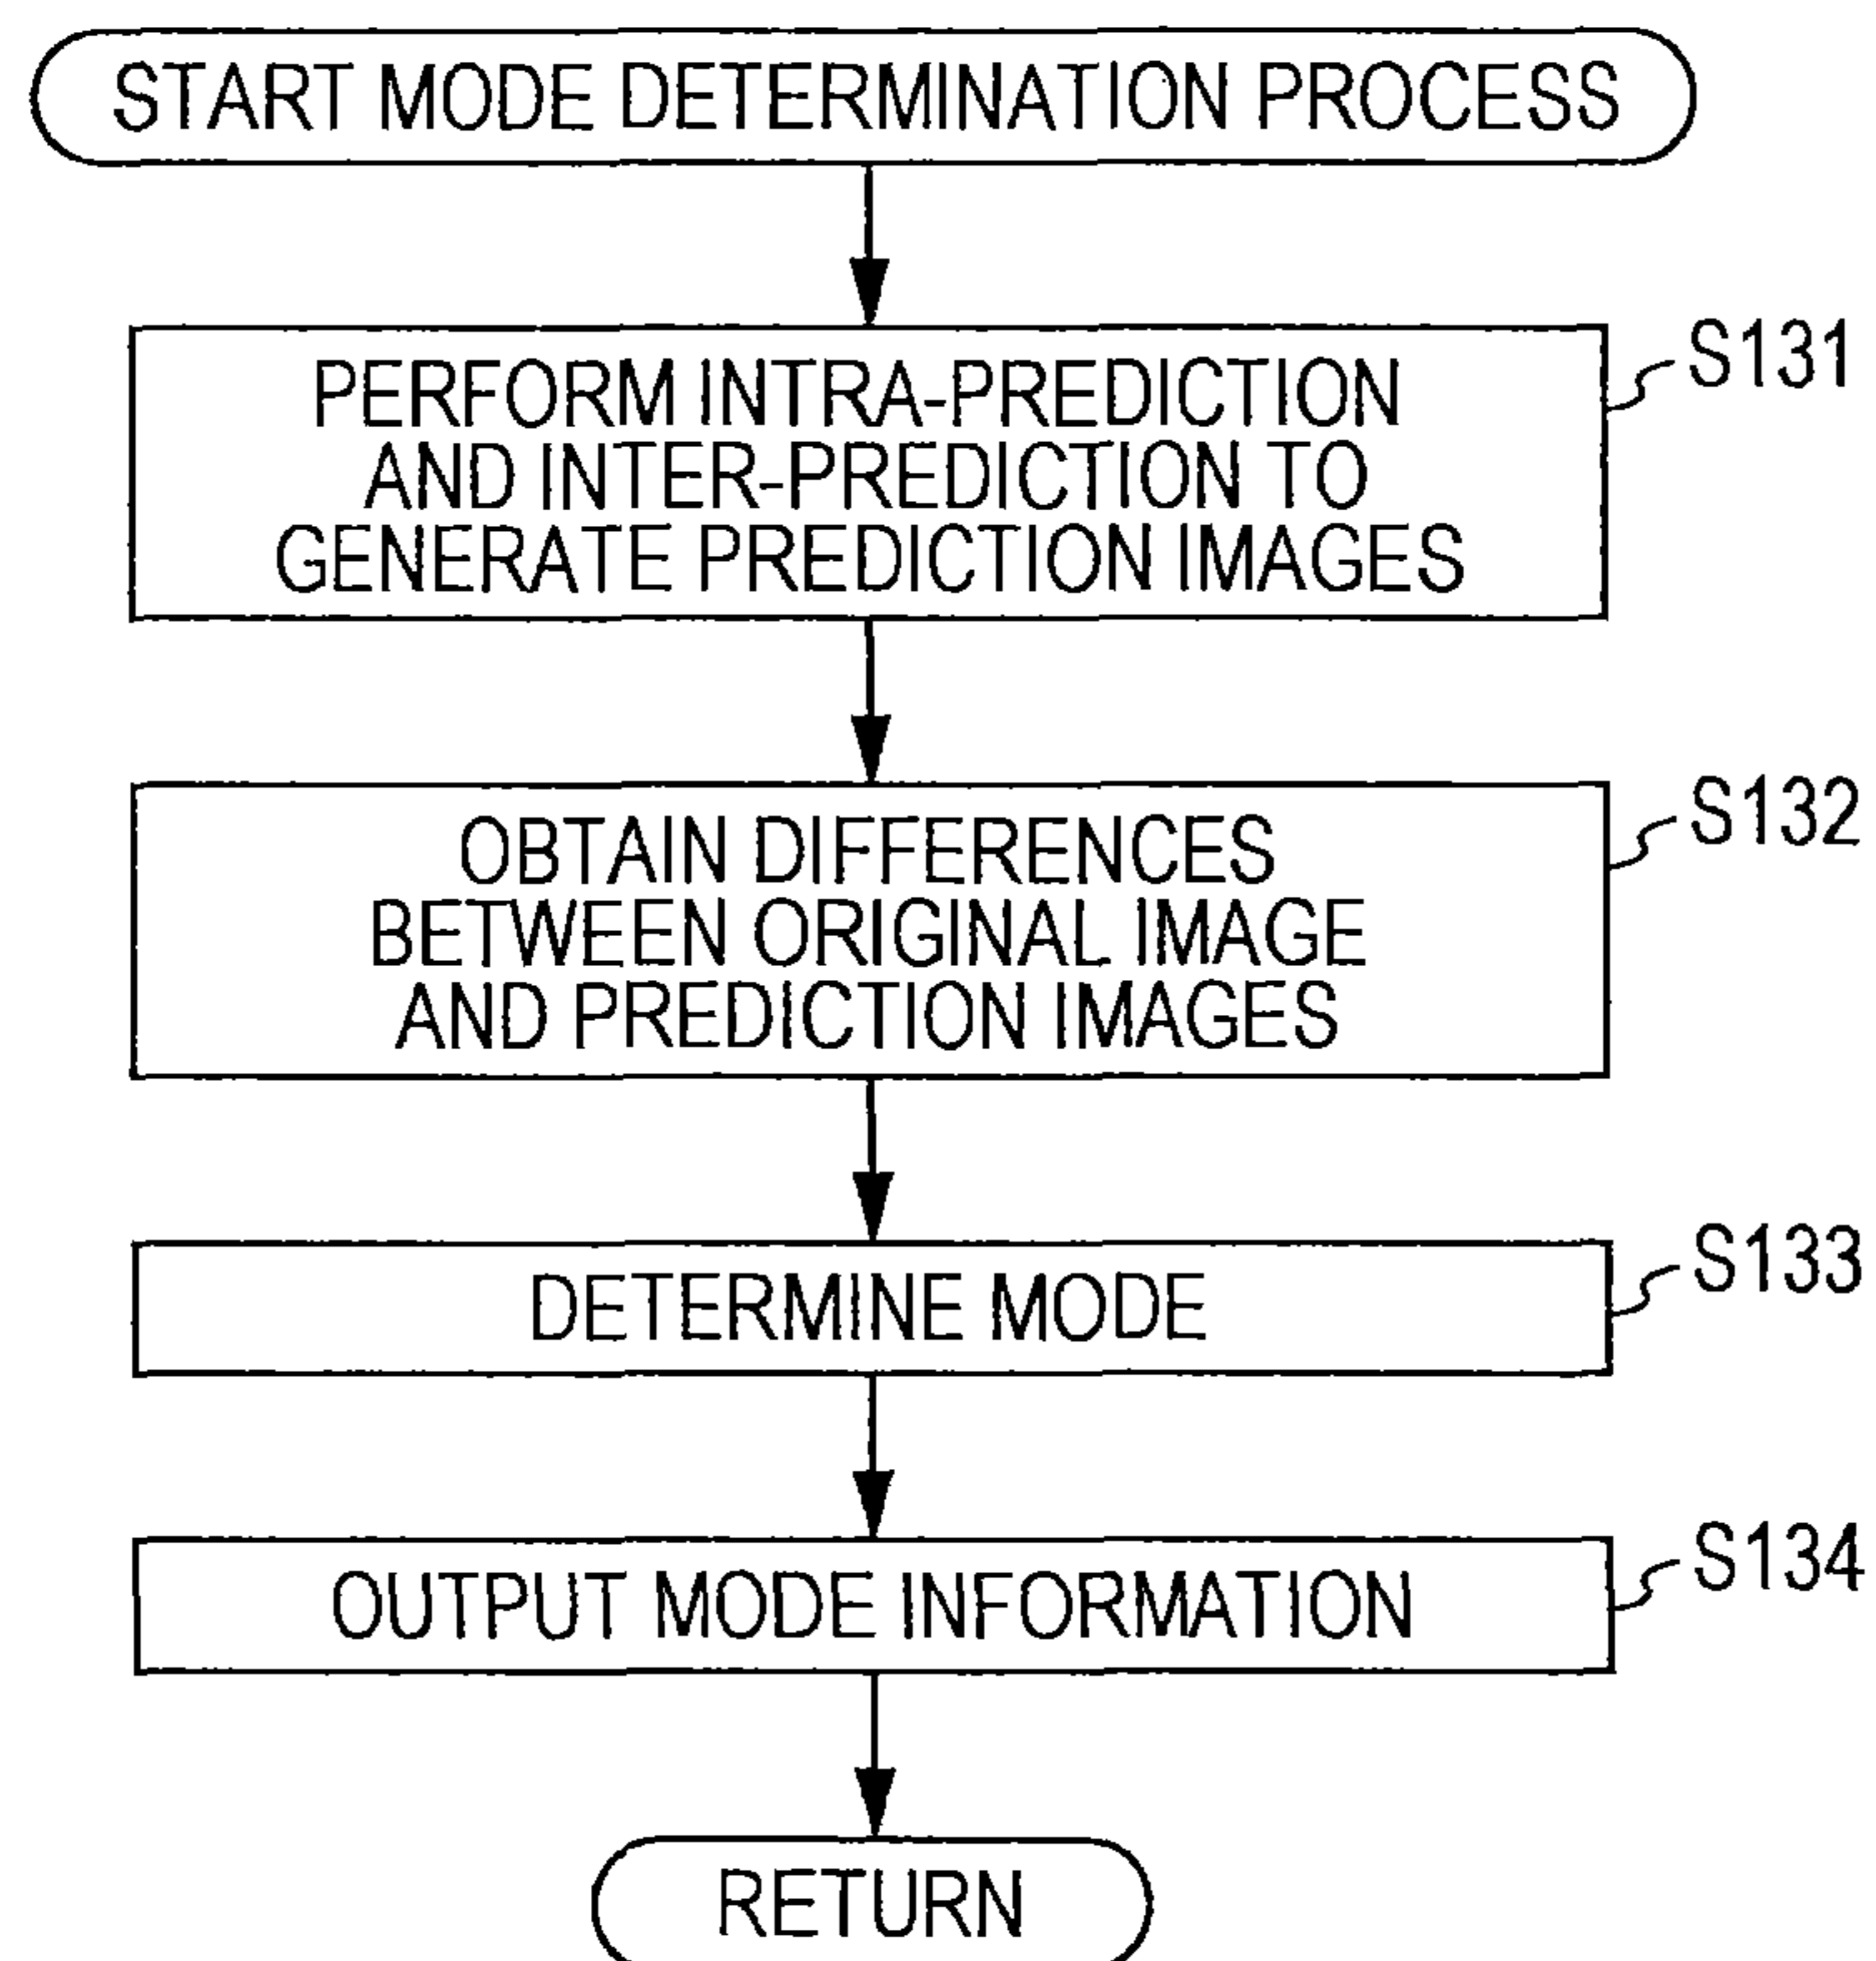 START MODE DETERMINATION PROCESS
PERFORM INTRA-PREDICTION
AND INTER-PREDICTION TO
GENERATE PREDICTION IMAGES
S131
OBTAIN DIFFERENCES
BETWEEN ORIGINAL IMAGE
AND PREDICTION IMAGES
S132
DETERMINE MODE
S133
OUTPUT MODE INFORMATION
S134
RETURN